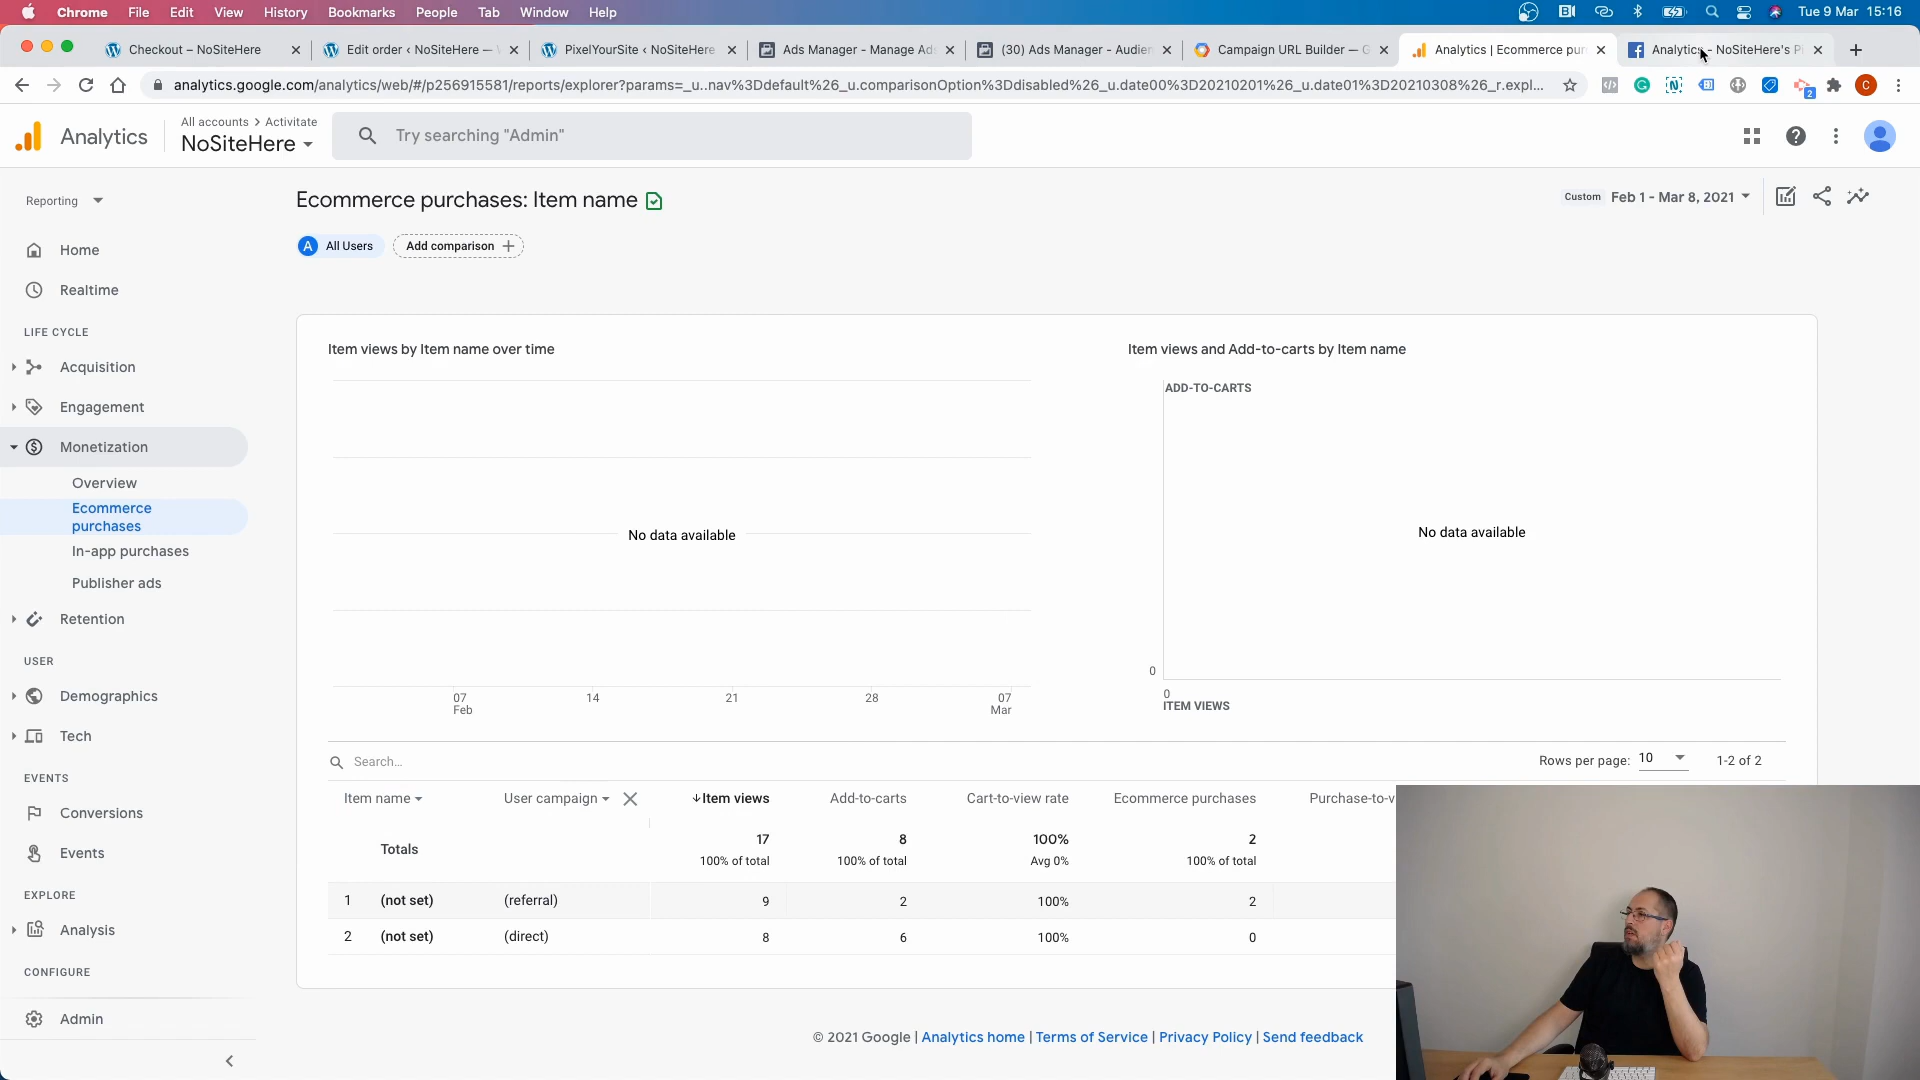 Chrome File Edit View History Bookmarks People Tab Window Help
Tue 9 Mar 15:16
Checkout – NoSiteHere
Edit order ‹ NoSiteHere —
PixelYourSite ‹ NoSiteHere
Ads Manager - Manage Ads
(30) Ads Manager - Audien
Campaign URL Builder — G
Analytics | Ecommerce pur
Analytics - NoSiteHere's Pi
analytics.google.com/analytics/web/#/p256915581/reports/explorer?params=_u..nav%3Ddefault%26_u.comparisonOption%3Ddisabled%26_u.date00%3D20210201%26_u.date01%3D20210308%26_r.expl...
2
C
Analytics
All accounts > Activitate
NoSiteHere
Try searching "Admin"
Reporting
Home
Realtime
LIFE CYCLE
Acquisition
Engagement
Monetization
Overview
Ecommerce
purchases
In-app purchases
Publisher ads
Retention
USER
Demographics
Tech
EVENTS
Conversions
Events
EXPLORE
Analysis
CONFIGURE
Admin
Ecommerce purchases: Item name
Custom Feb 1 - Mar 8, 2021
A All Users
Add comparison
Item views by Item name over time
No data available
07
Feb
14
21
28
07
Mar
Item views and Add-to-carts by Item name
ADD-TO-CARTS
No data available
0
0
ITEM VIEWS
Search...
Rows per page: 10
1-2 of 2
Item name User campaign Item views Add-to-carts Cart-to-view rate Ecommerce purchases Purchase-to-v
Totals 17 8 100% 2
100% of total 100% of total Avg 0% 100% of total
1 (not set) (referral) 9 2 100% 2
2 (not set) (direct) 8 6 100% 0
© 2021 Google | Analytics home | Terms of Service | Privacy Policy | Send feedback